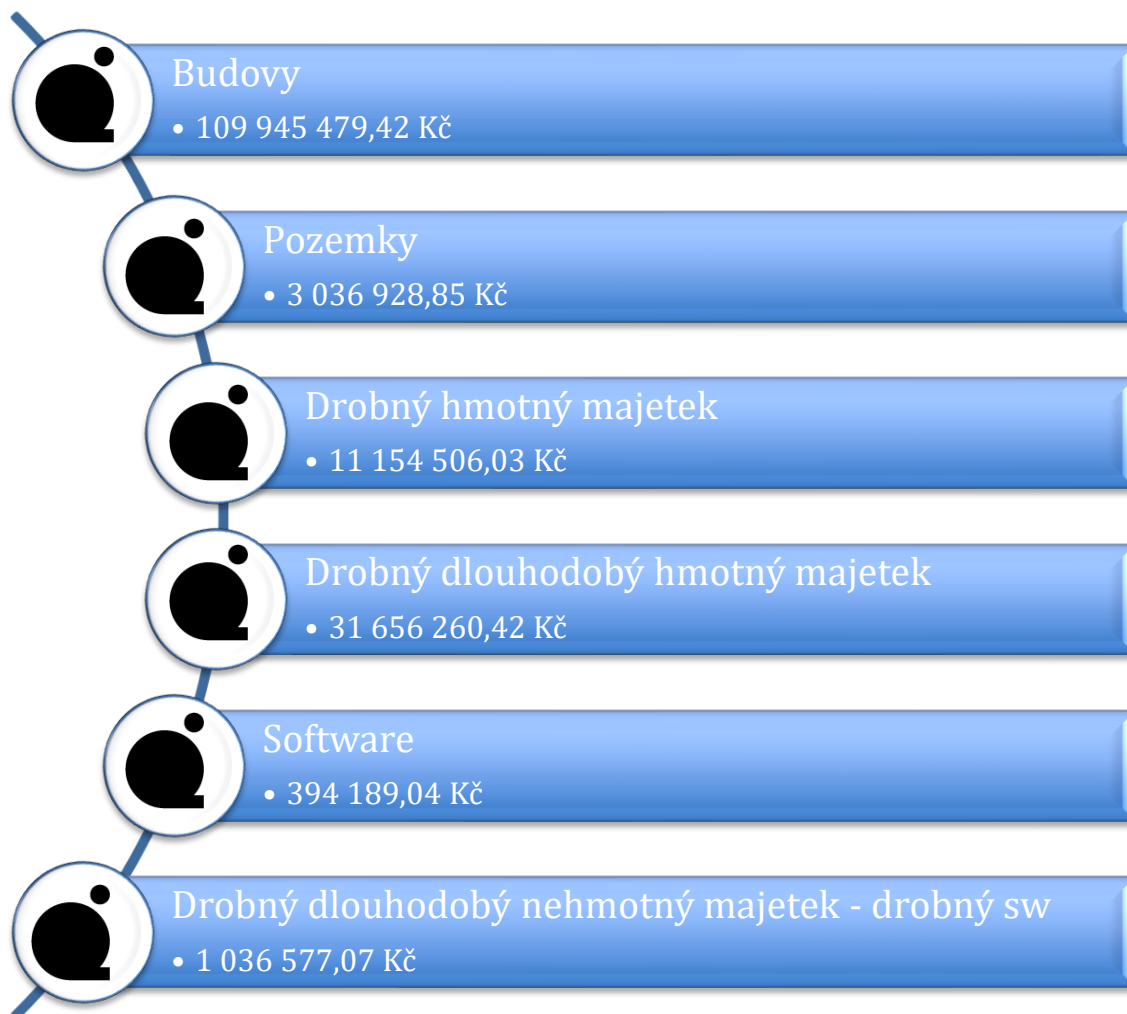 Budovy
• 109 945 479,42 Kč
Pozemky
• 3 036 928,85 Kč
Drobný hmotný majetek
• 11 154 506,03 Kč
Drobný dlouhodobý hmotný majetek
• 31 656 260,42 Kč
Software
• 394 189,04 Kč
Drobný dlouhodobý nehmotný majetek - drobný sw
• 1 036 577,07 Kč